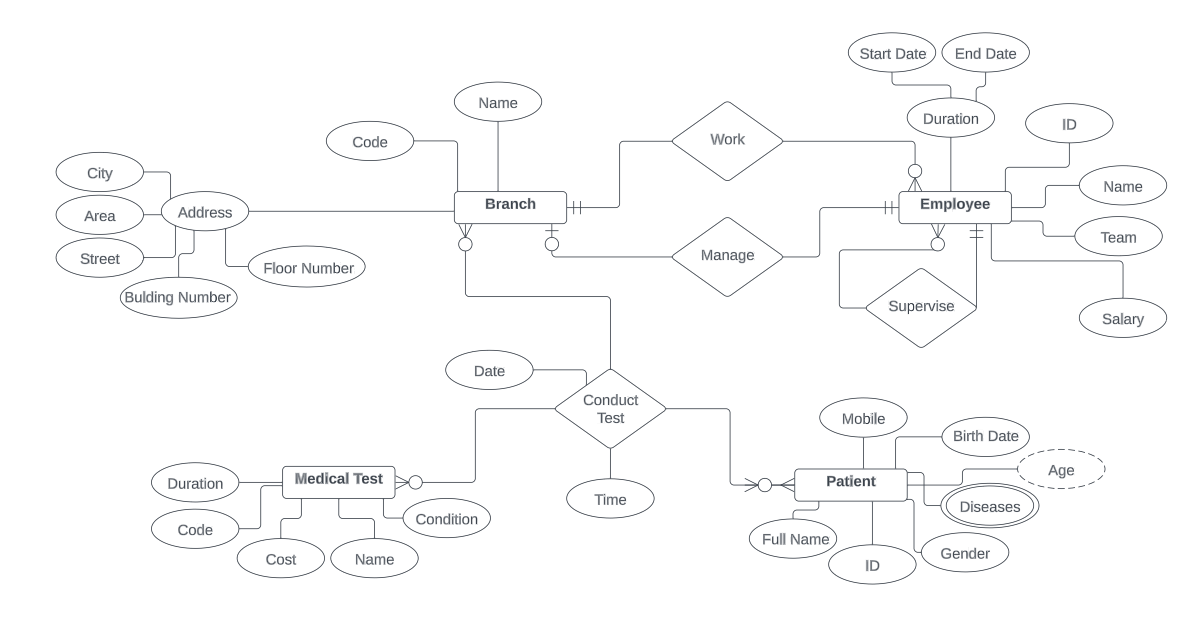 Start Date
End Date
Name
Duration
ID
Code
Work
City
Name
Branch
Employee
Address
Area
Team
Street
Manage
Floor Number
Bulding Number
Supervise
Salary
Date
Conduct
Test
Mobile
Birth Date
Age
Medical Test
Patient
Duration
Time
Diseases
Condition
Code
Full Name
Gender
Cost
Name
ID